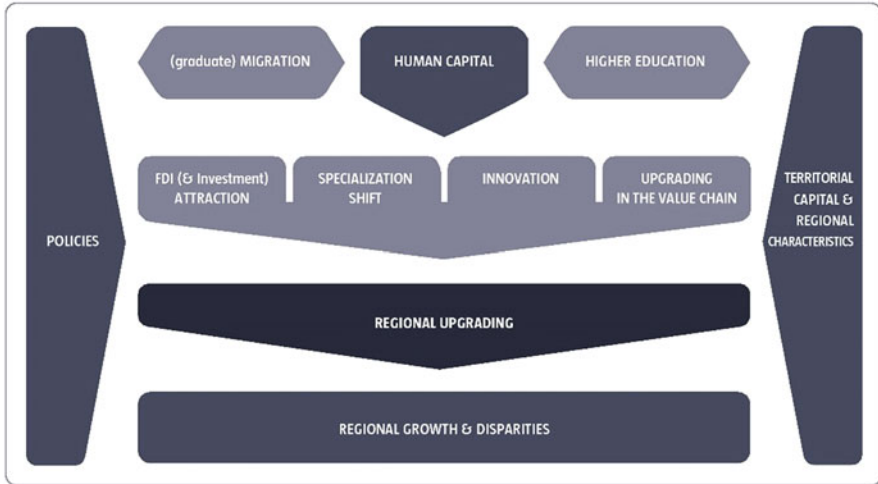 (graduate) MIGRATION
HUMAN CAPITAL
HIGHER EDUCATION
FDI (& Investment)
ATTRACTION
SPECIALIZATION
SHIFT
INNOVATION
UPGRADING
IN THE VALUE CHAIN
POLICIES
TERRITORIAL
CAPITAL &
REGIONAL
CHARACTERISTICS
REGIONAL UPGRADING
REGIONAL GROWTH & DISPARITIES